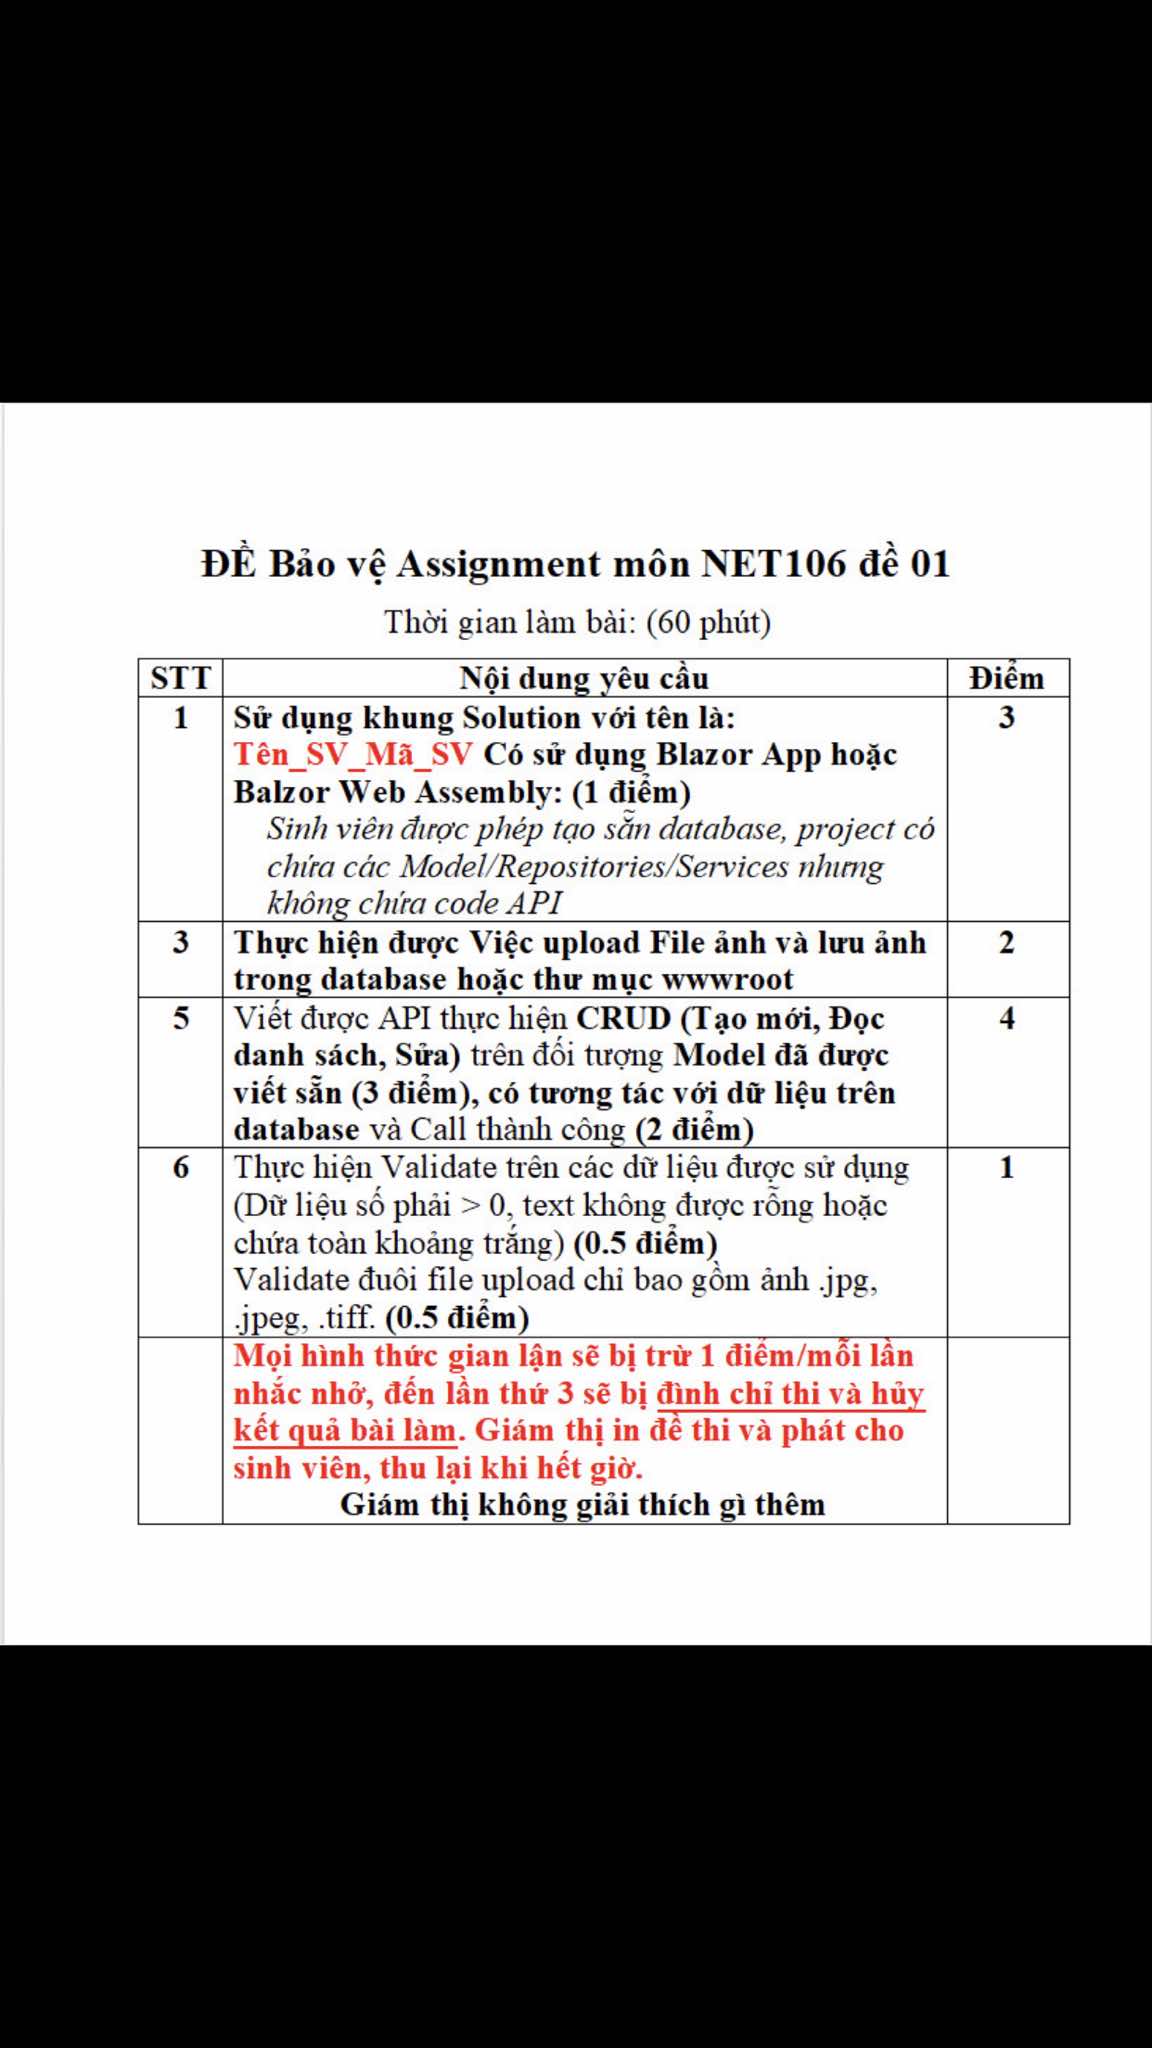 ĐỀ Bảo vệ Assignment môn NET106 đề 01
Thời gian làm bài: (60 phút)
STT Nội dung yêu cầu Điểm
1 Sử dụng khung Solution với tên là: 3
Tên_SV_Mã_SV Có sử dụng Blazor App hoặc
Balzor Web Assembly: (1 điểm)
Sinh viên được phép tạo sẵn database, project có
chứa các Model/Repositories/Services nhưng
không chứa code API
3 Thực hiện được Việc upload File ảnh và lưu ảnh 2
trong database hoặc thư mục wwwroot
5 Viết được API thực hiện CRUD (Tạo mới, Đọc 4
danh sách, Sửa) trên đối tượng Model đã được
viết sẵn (3 điểm), có tương tác với dữ liệu trên
database và Call thành công (2 điểm)
6 Thực hiện Validate trên các dữ liệu được sử dụng 1
(Dữ liệu số phải > 0, text không được rỗng hoặc
chứa toàn khoảng trắng) (0.5 điểm)
Validate đuôi file upload chỉ bao gồm ảnh .jpg,
.jpeg, .tiff. (0.5 điểm)
Mọi hình thức gian lận sẽ bị trừ 1 điểm/mỗi lần
nhắc nhở, đến lần thứ 3 sẽ bị đình chỉ thi và hủy
kết quả bài làm. Giám thị in đề thi và phát cho
sinh viên, thu lại khi hết giờ.
Giám thị không giải thích gì thêm